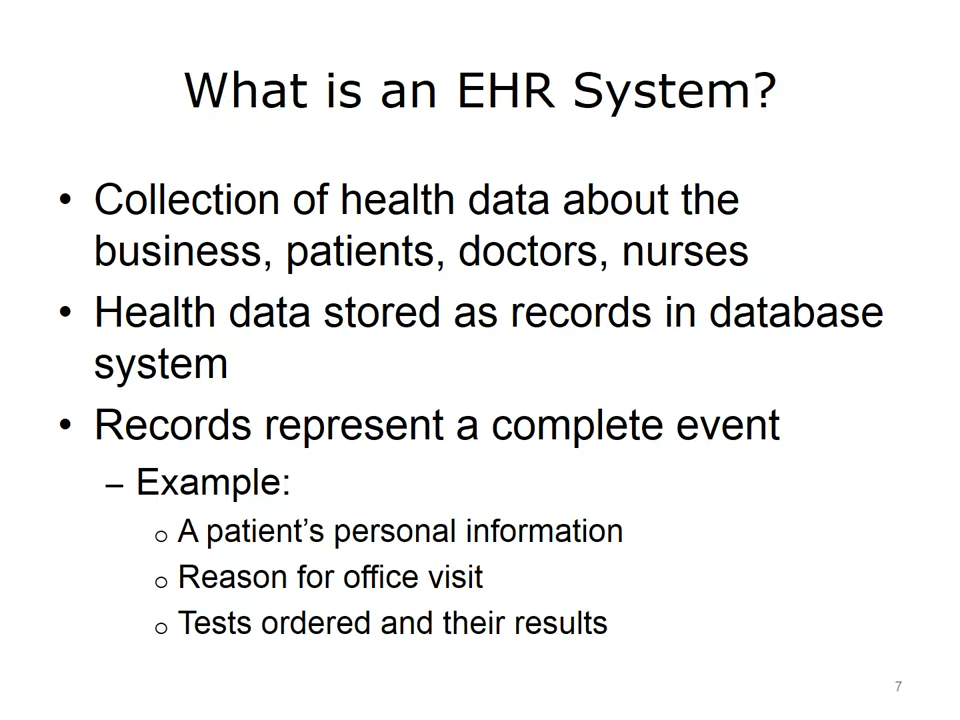 What is an EHR System?
• Collection of health data about the
business, patients, doctors, nurses
• Health data stored as records in database
system
• Records represent a complete event
– Example:
o A patient’s personal information
o Reason for office visit
o Tests ordered and their results
7